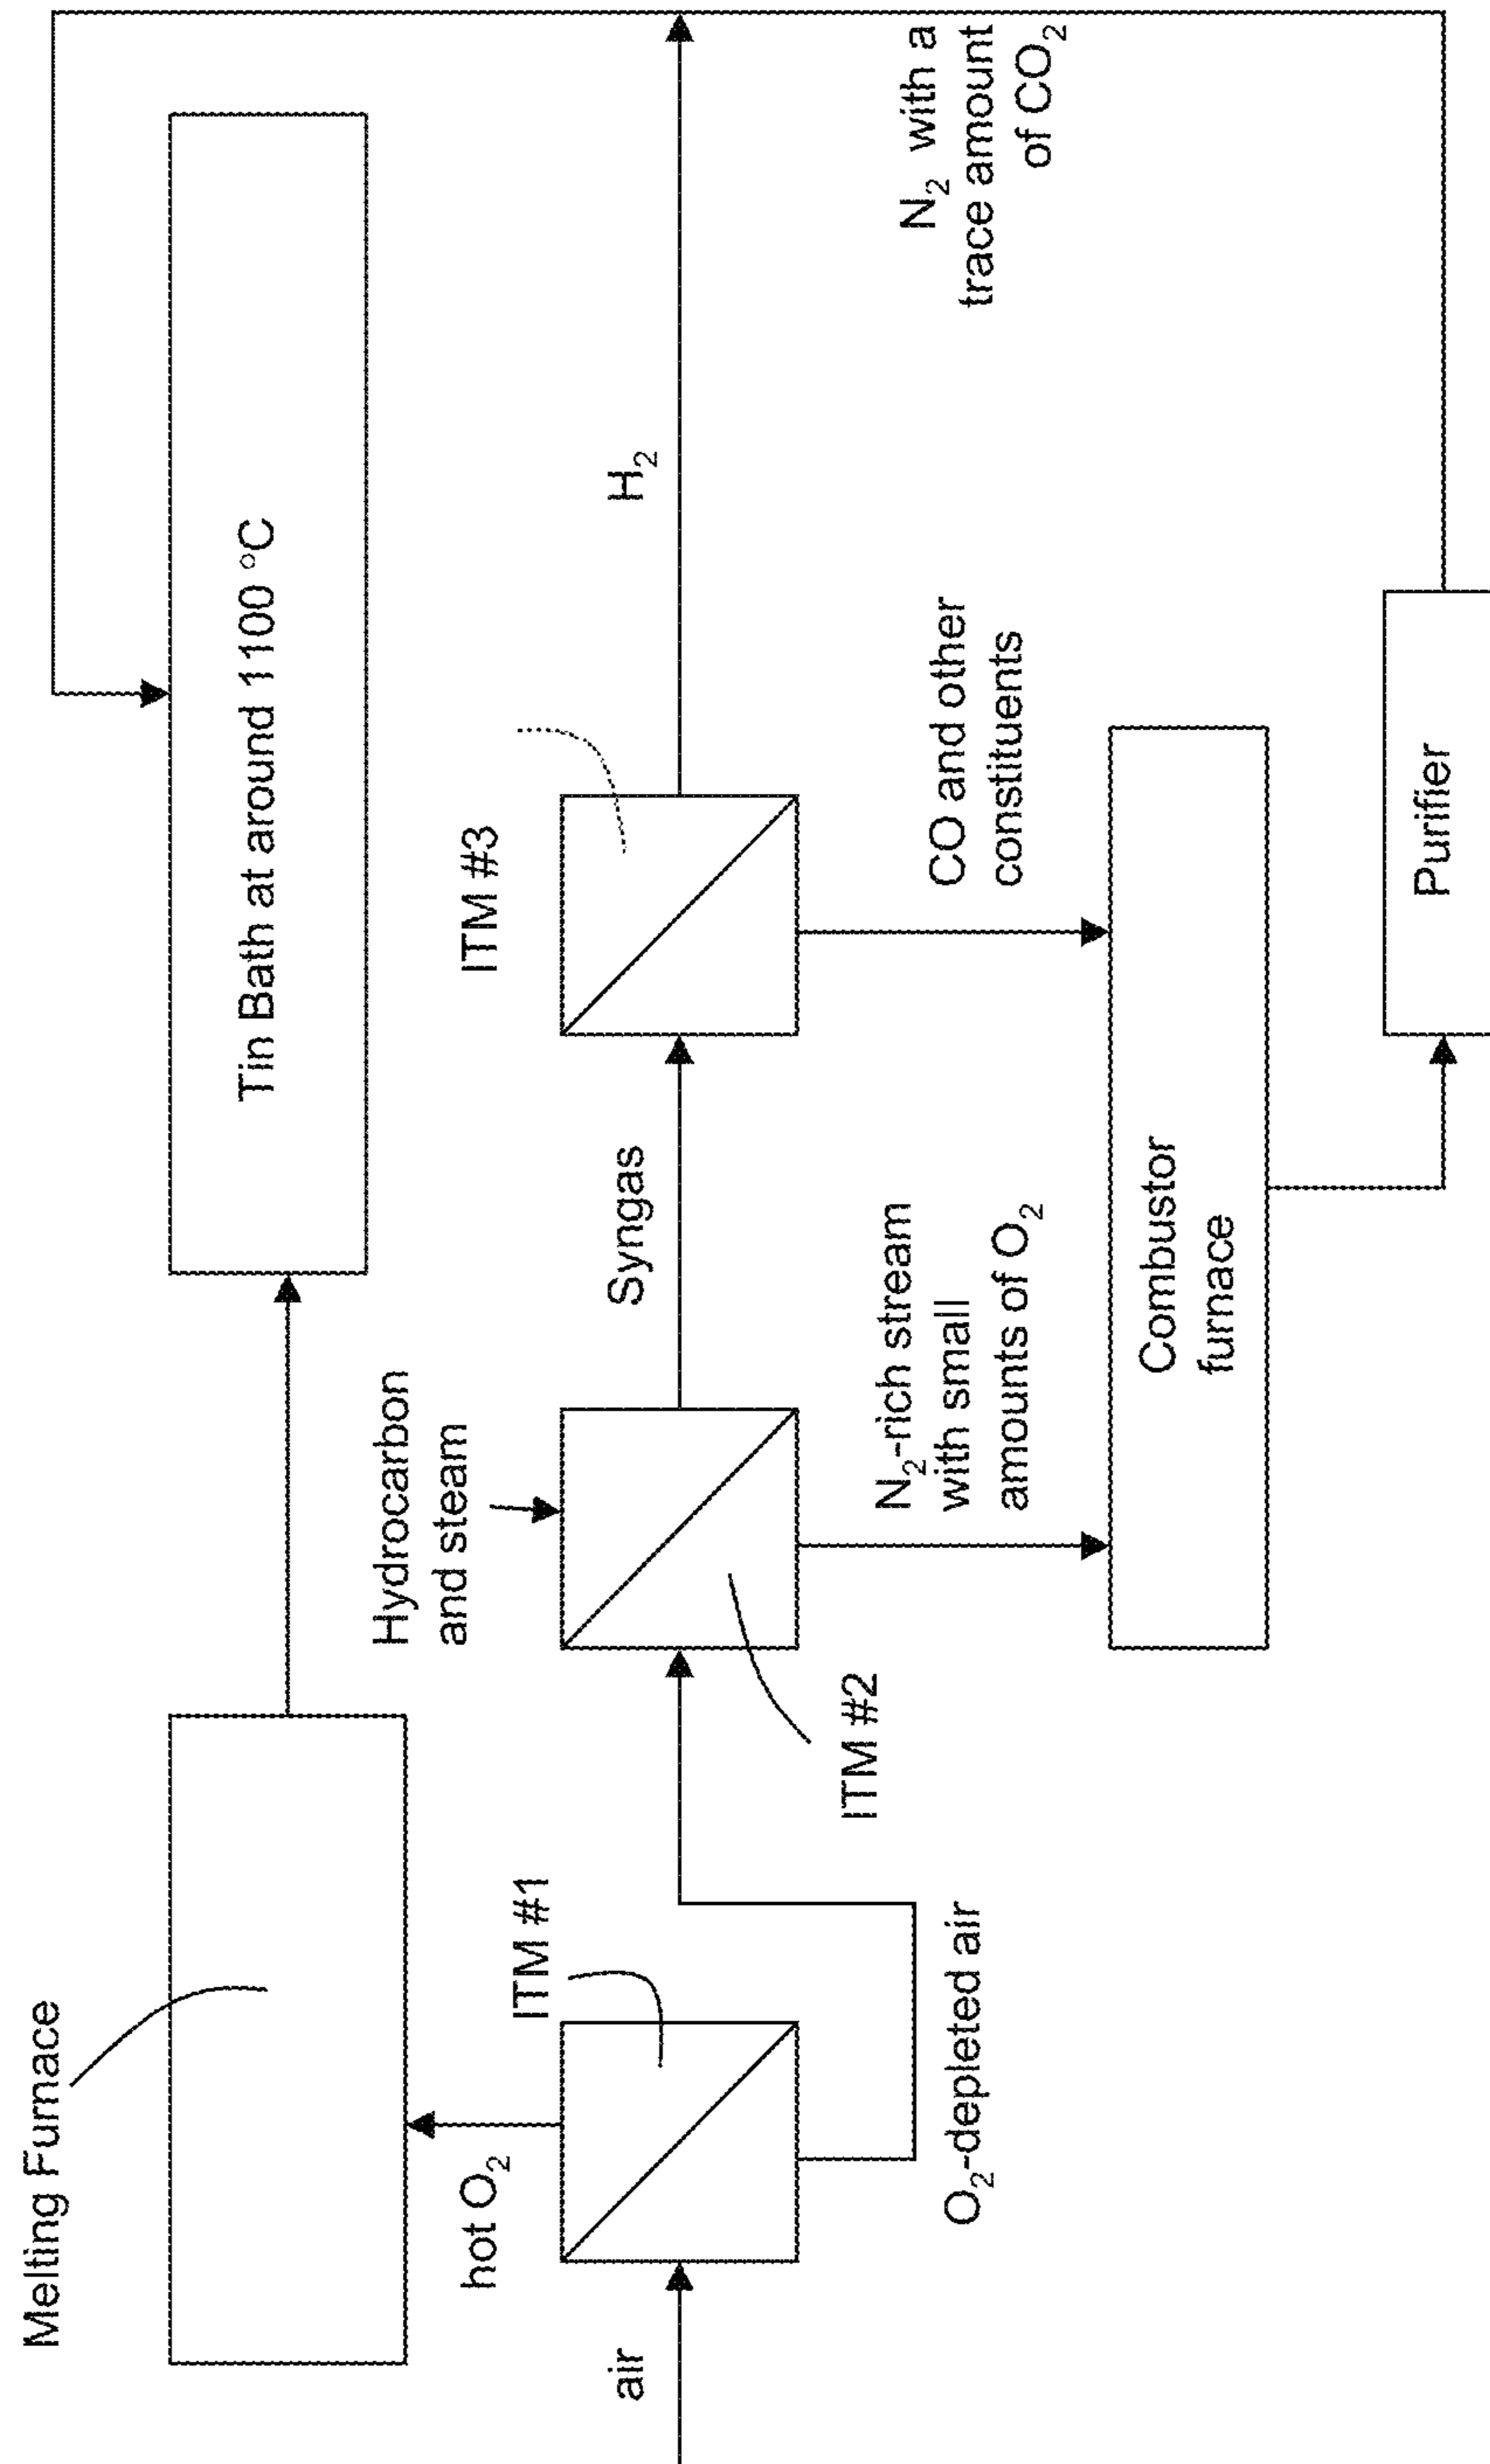 Melting Furnace
Tin Bath at around 1100 °C
hot O₂
ITM #1
Hydrocarbon
and steam
ITM #3
air
Syngas
H₂
O₂-depleted air
ITM #2
N₂-rich stream
with small
amounts of O₂
CO and other
constituents
N₂ with a
trace amount
of CO₂
Combustor
furnace
Purifier